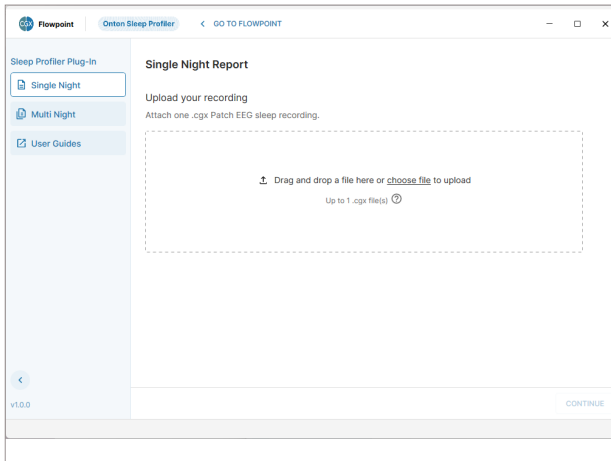 CGX Flowpoint Onton Sleep Profiler GO TO FLOWPOINT
Sleep Profiler Plug-In
Single Night
Multi Night
User Guides
Single Night Report
Upload your recording
Attach one .cgx Patch EEG sleep recording.
Drag and drop a file here or choose file to upload
Up to 1 .cgx file(s)
v1.0.0
CONTINUE